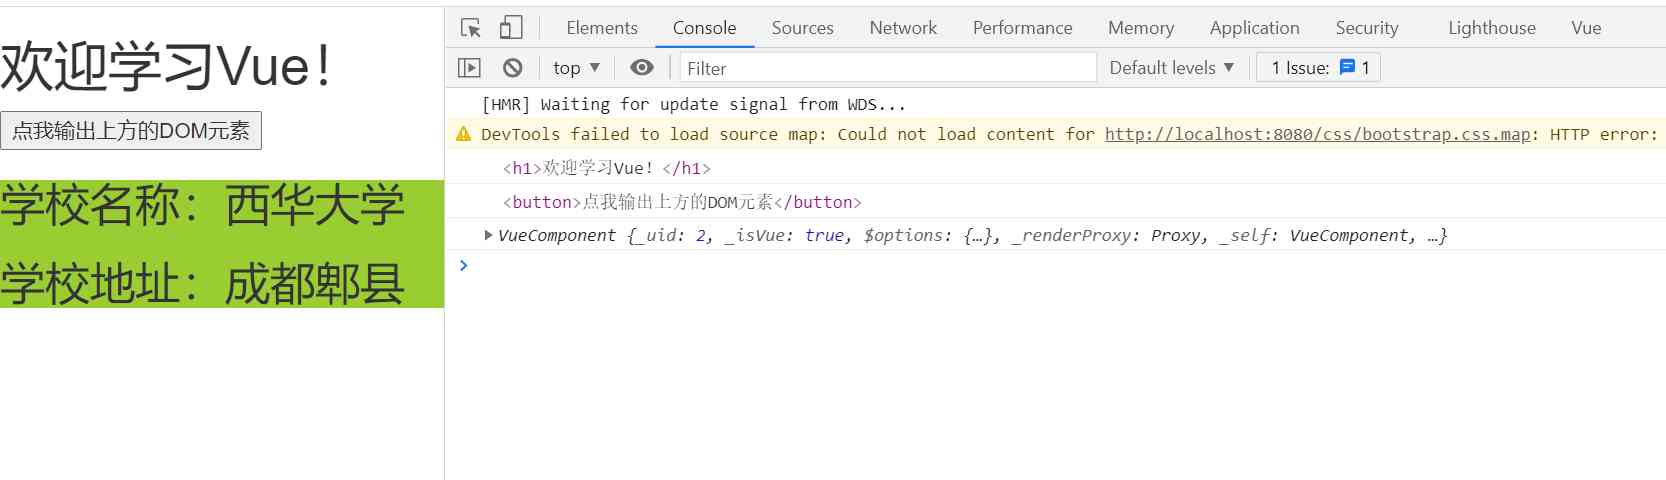 欢迎学习Vue！
点我输出上方的DOM元素
学校名称：西华大学
学校地址：成都郫县
Elements Console Sources Network Performance Memory Application Security Lighthouse Vue
top ▼ Filter Default levels ▼ 1 Issue: 1
[HMR] Waiting for update signal from WDS...
DevTools failed to load source map: Could not load content for http://localhost:8080/css/bootstrap.css.map: HTTP error:
<h1>欢迎学习Vue！</h1>
<button>点我输出上方的DOM元素</button>
VueComponent {_uid: 2, _isVue: true, $options: {…}, _renderProxy: Proxy, _self: VueComponent, …}